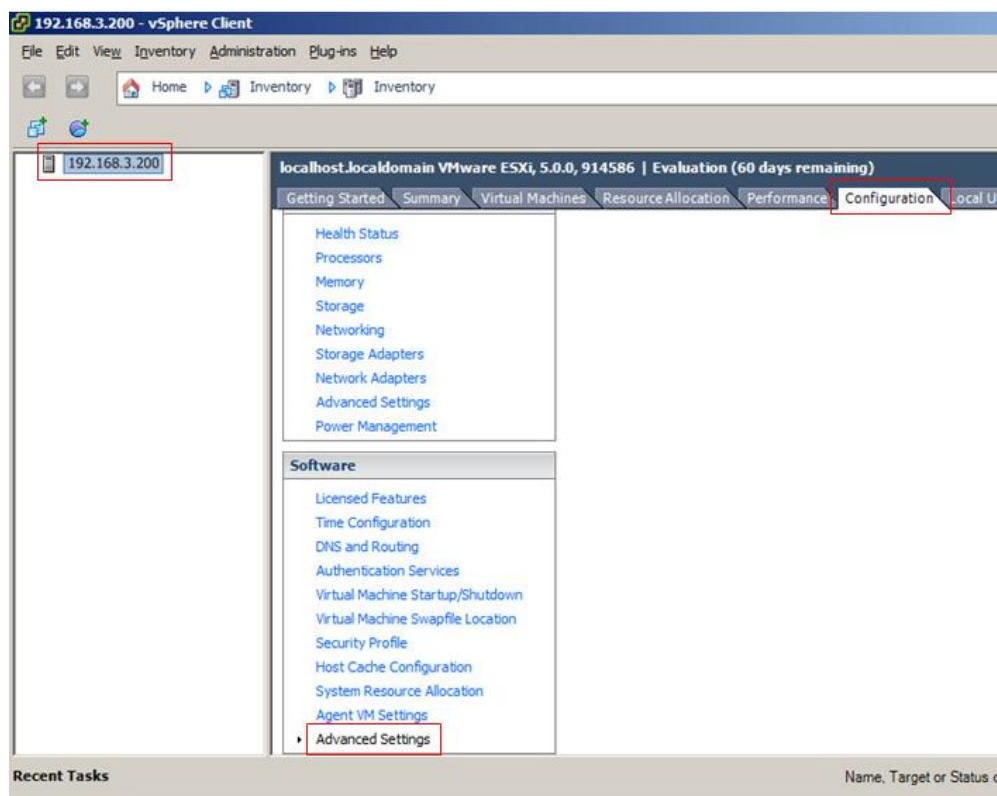 192.168.3.200 - vSphere Client
File Edit View Inventory Administration Plug-ins Help
Home Inventory Inventory
192.168.3.200
localhost.localdomain VMware ESXi, 5.0.0, 914586 | Evaluation (60 days remaining)
Getting Started Summary Virtual Machines Resource Allocation Performance Configuration Local U
Health Status
Processors
Memory
Storage
Networking
Storage Adapters
Network Adapters
Advanced Settings
Power Management
Software
Licensed Features
Time Configuration
DNS and Routing
Authentication Services
Virtual Machine Startup/Shutdown
Virtual Machine Swapfile Location
Security Profile
Host Cache Configuration
System Resource Allocation
Agent VM Settings
Advanced Settings
Recent Tasks
Name, Target or Status c